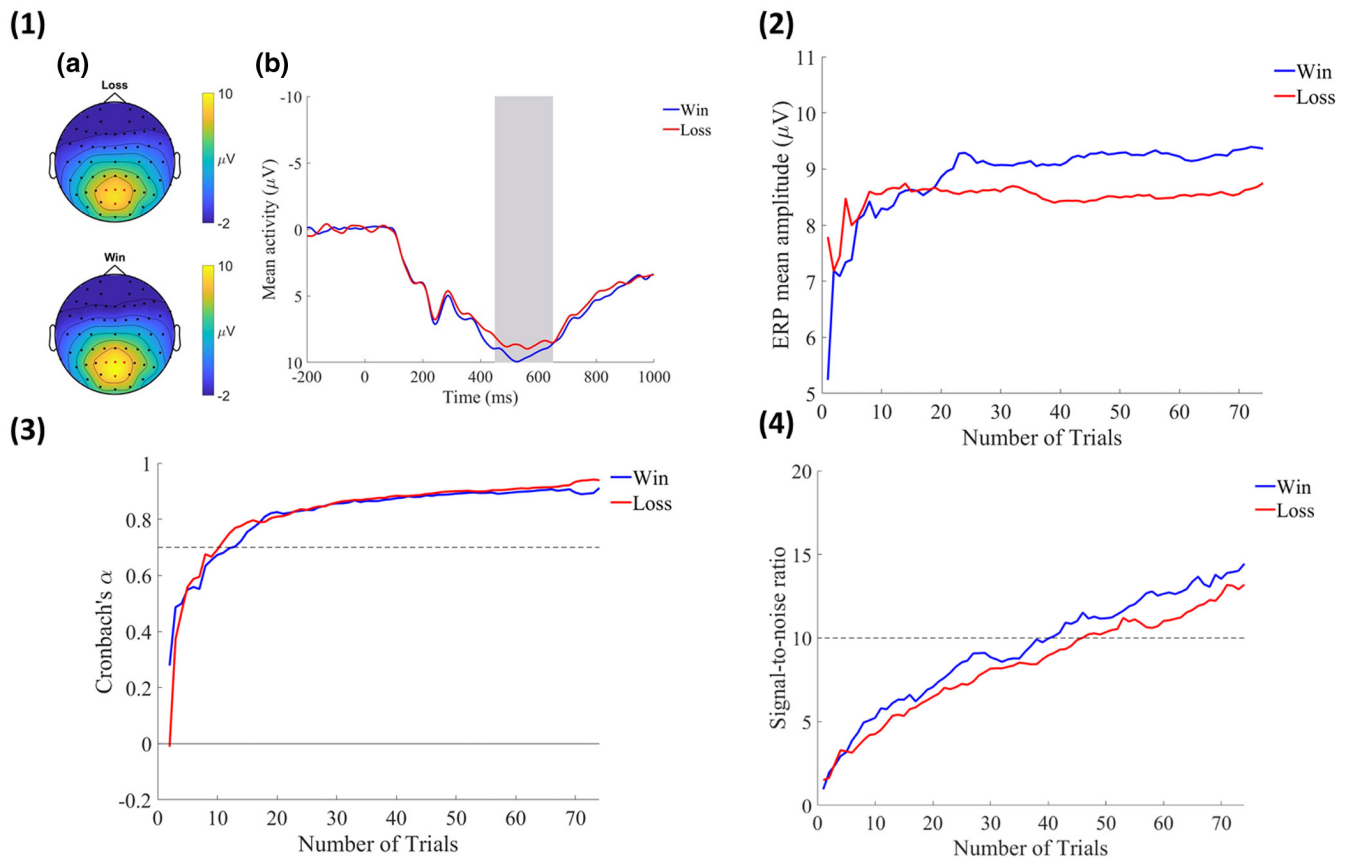 (1)
(a)
Loss
10
μV
-2
Win
10
μV
-2
(b)
Mean activity (μV)
-10
-5
0
5
10
-200
0
200
400
600
800
1000
Time (ms)
Win
Loss
(2)
ERP mean amplitude (μV)
11
10
9
8
7
6
5
0
10
20
30
40
50
60
70
Number of Trials
Win
Loss
(3)
Cronbach's α
1
0.8
0.6
0.4
0.2
0
-0.2
0
10
20
30
40
50
60
70
Number of Trials
Win
Loss
(4)
Signal-to-noise ratio
20
15
10
5
0
0
10
20
30
40
50
60
70
Number of Trials
Win
Loss